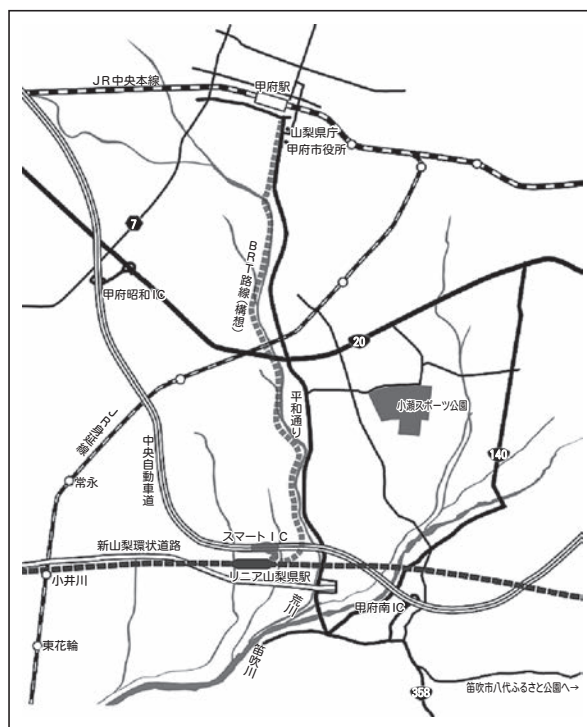 JR中央本線
甲府駅
山梨県庁
甲府市役所
7
BRT路線(構想)
甲府昭和IC
20
平和通り
小瀬スポーツ公園
JR身延線
中央自動車道
140
常永
スマートIC
新山梨環状道路
小井川
リニア山梨県駅
荒川
甲府南IC
東花輪
笛吹川
358
笛吹市八代ふるさと公園へ→